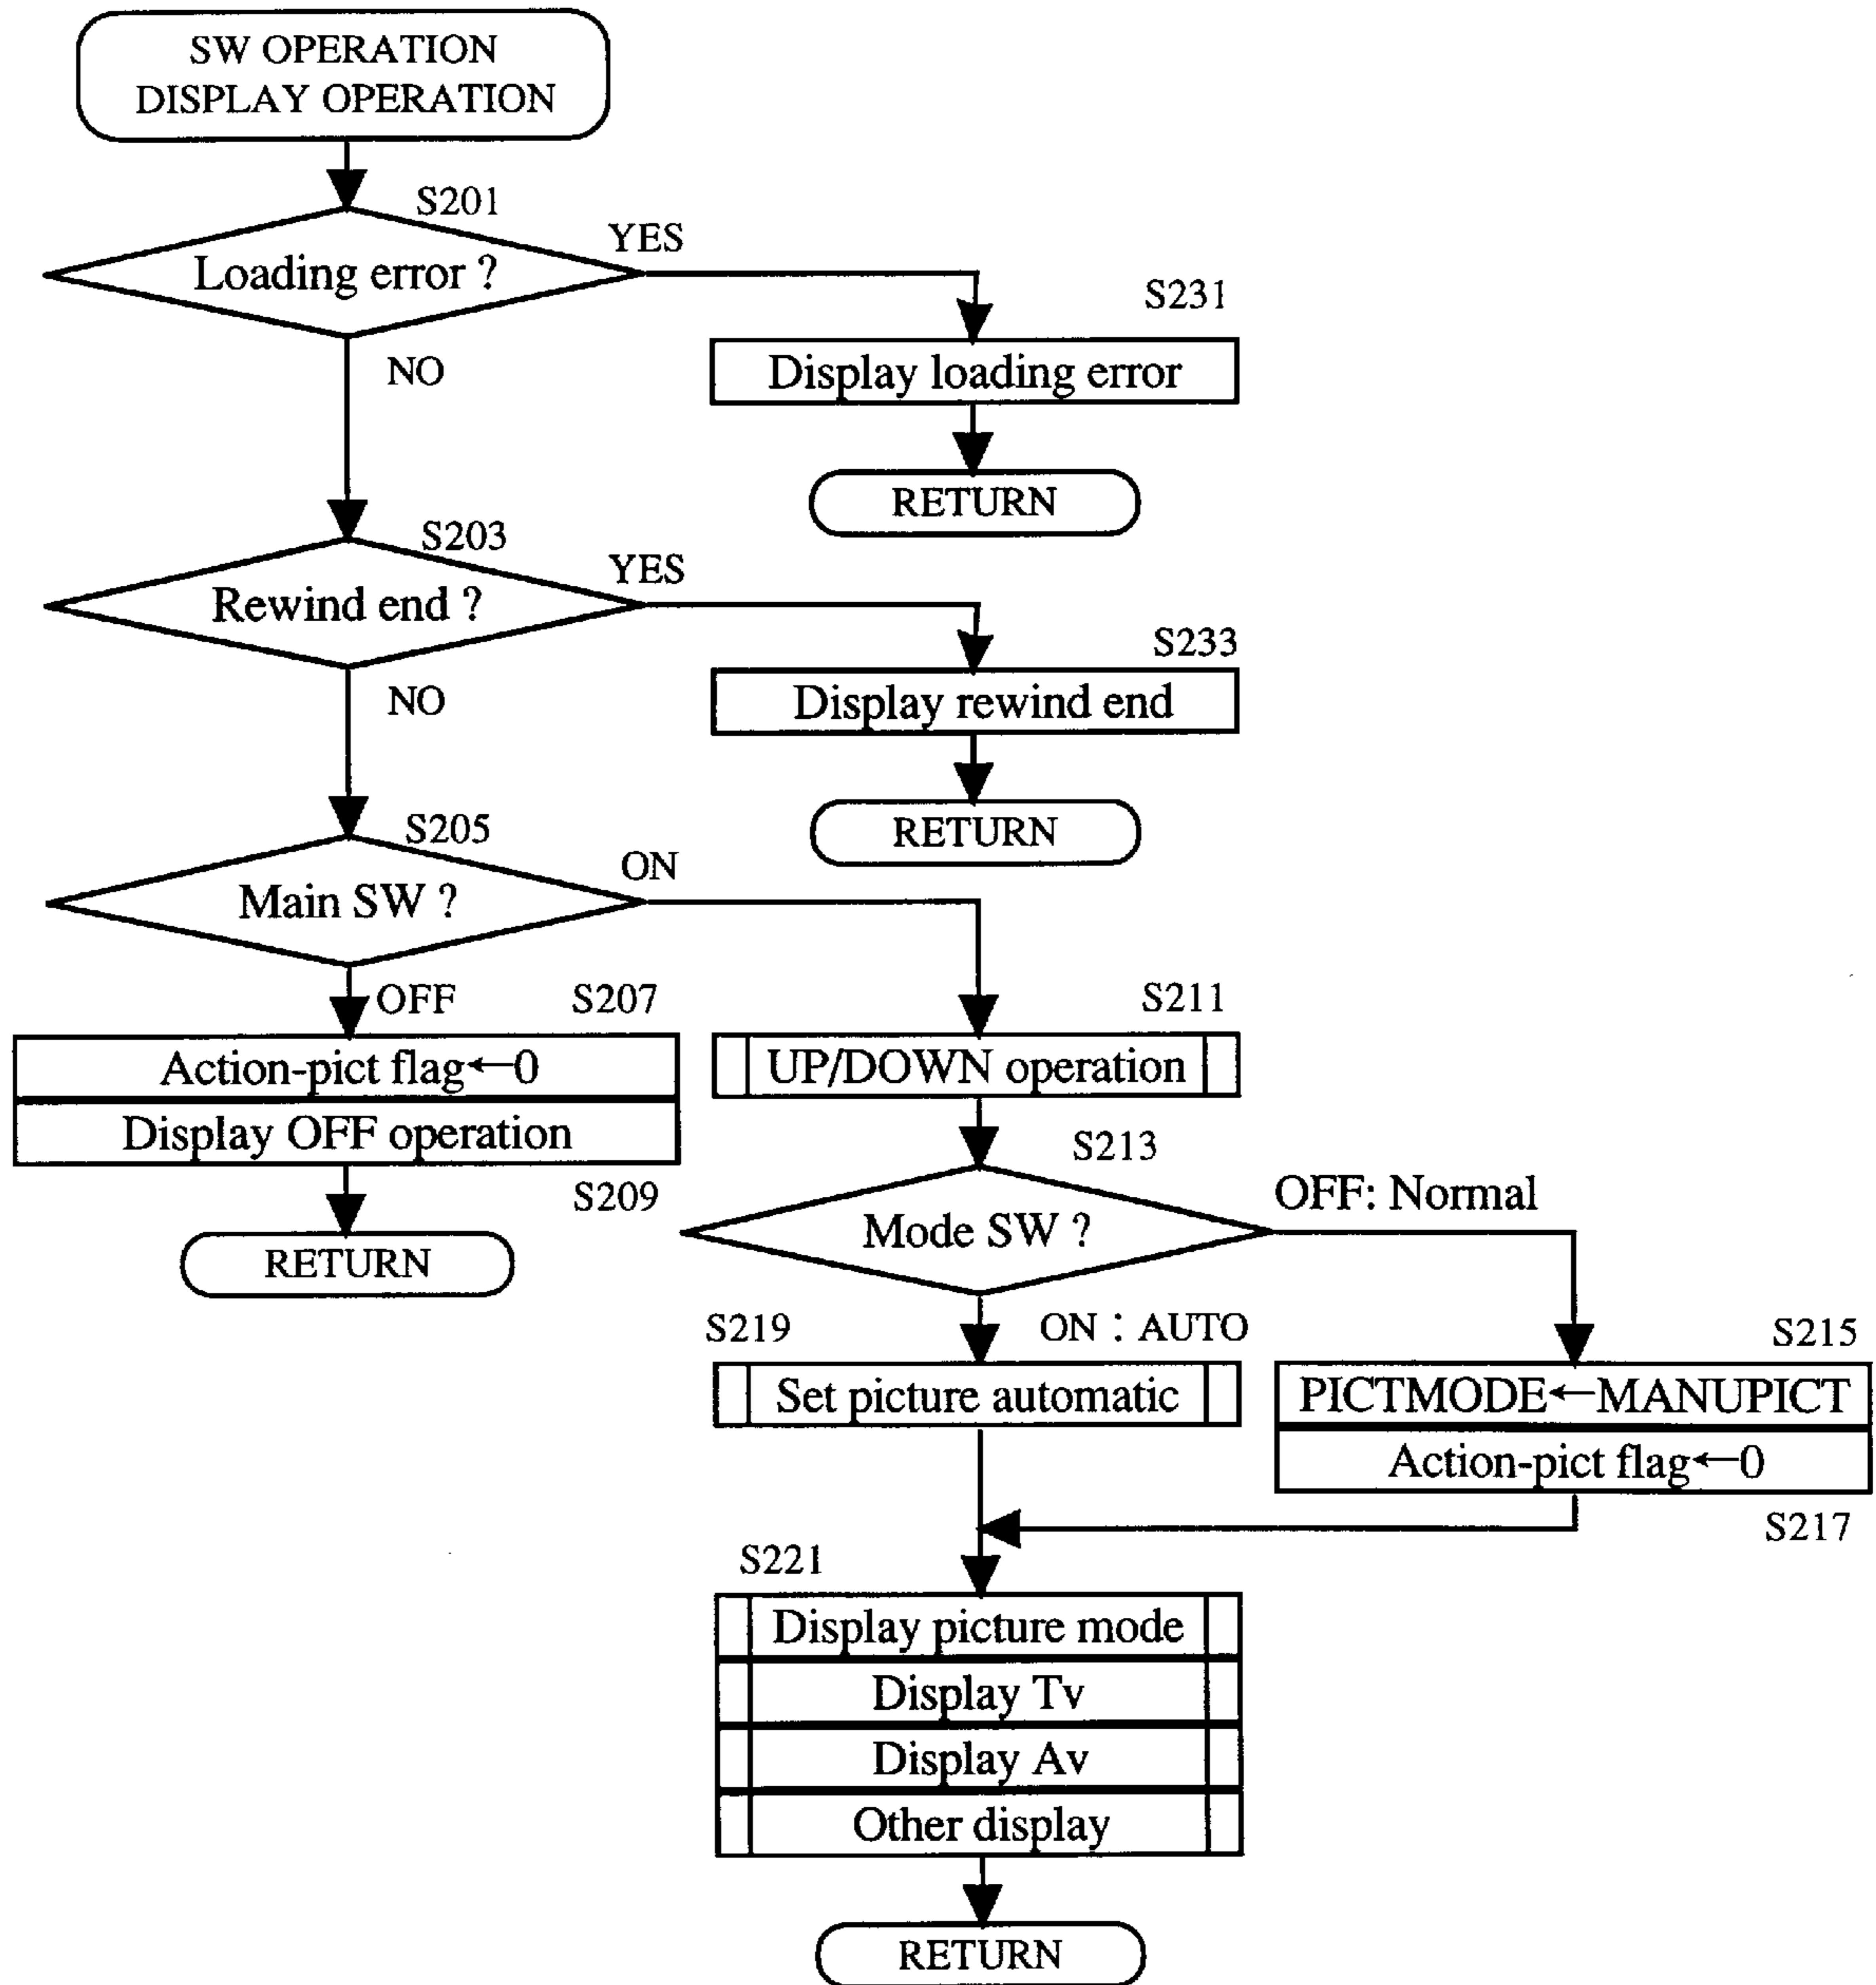 SW OPERATION
DISPLAY OPERATION
S201
YES
Loading error ?
S231
NO
Display loading error
RETURN
S203
YES
Rewind end ?
S233
NO
Display rewind end
RETURN
S205
ON
Main SW ?
OFF
S207
S211
Action-pict flag←0
UP/DOWN operation
Display OFF operation
S213
S209
OFF: Normal
Mode SW ?
RETURN
S219
ON : AUTO
S215
Set picture automatic
PICTMODE←MANUPICT
Action-pict flag←0
S217
S221
Display picture mode
Display Tv
Display Av
Other display
RETURN